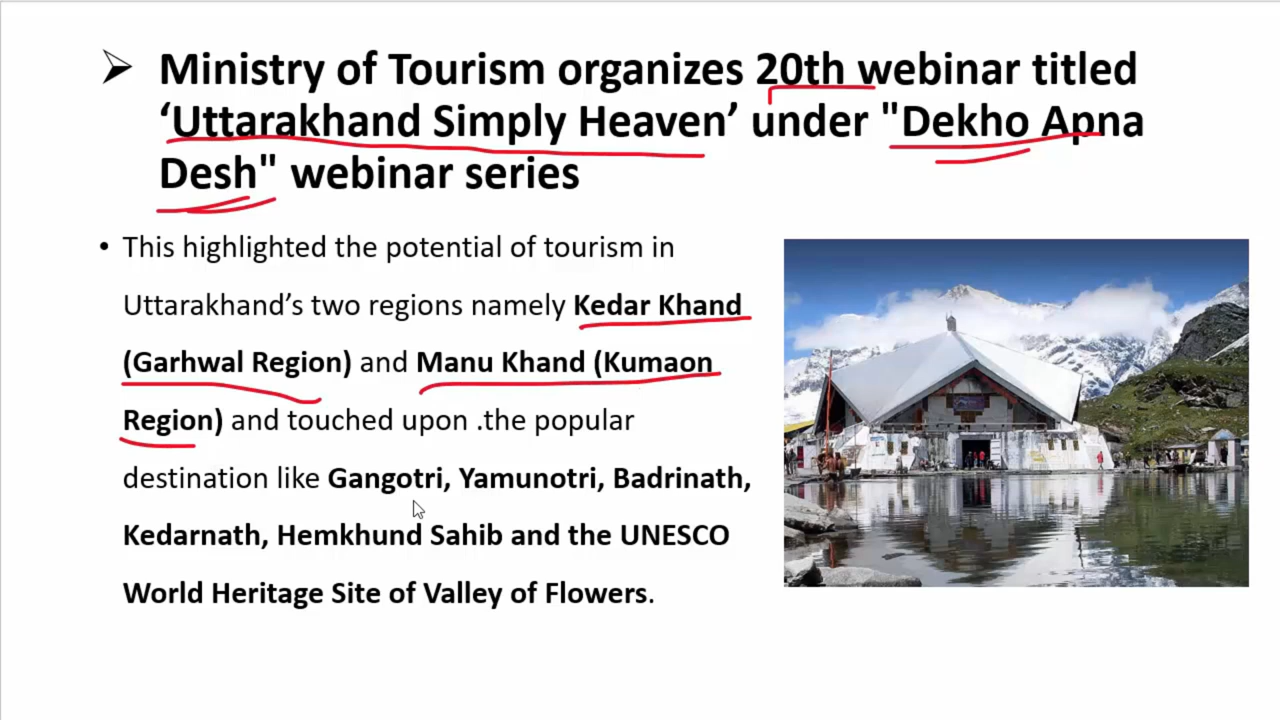 ➢ Ministry of Tourism organizes 20th webinar titled
‘Uttarakhand Simply Heaven’ under "Dekho Apna
Desh" webinar series
• This highlighted the potential of tourism in
Uttarakhand’s two regions namely Kedar Khand
(Garhwal Region) and Manu Khand (Kumaon
Region) and touched upon .the popular
destination like Gangotri, Yamunotri, Badrinath,
Kedarnath, Hemkhund Sahib and the UNESCO
World Heritage Site of Valley of Flowers.